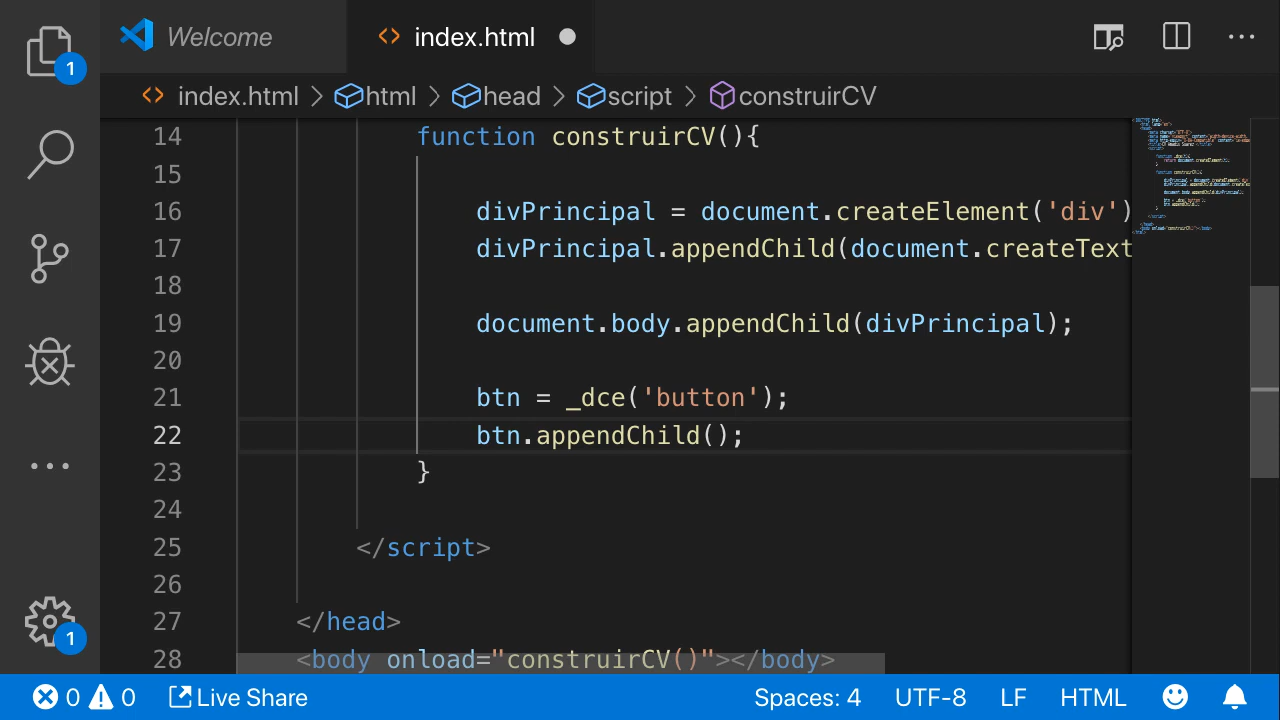 Welcome
index.html
1
index.html > html > head > script > construirCV
14 function construirCV(){
15
16 divPrincipal = document.createElement('div')
17 divPrincipal.appendChild(document.createText
18
19 document.body.appendChild(divPrincipal);
20
21 btn = _dce('button');
22 btn.appendChild();
23 }
24
25 </script>
26
27 </head>
28 <body onload="construirCV()"></body>
1
0 0 Live Share Spaces: 4 UTF-8 LF HTML